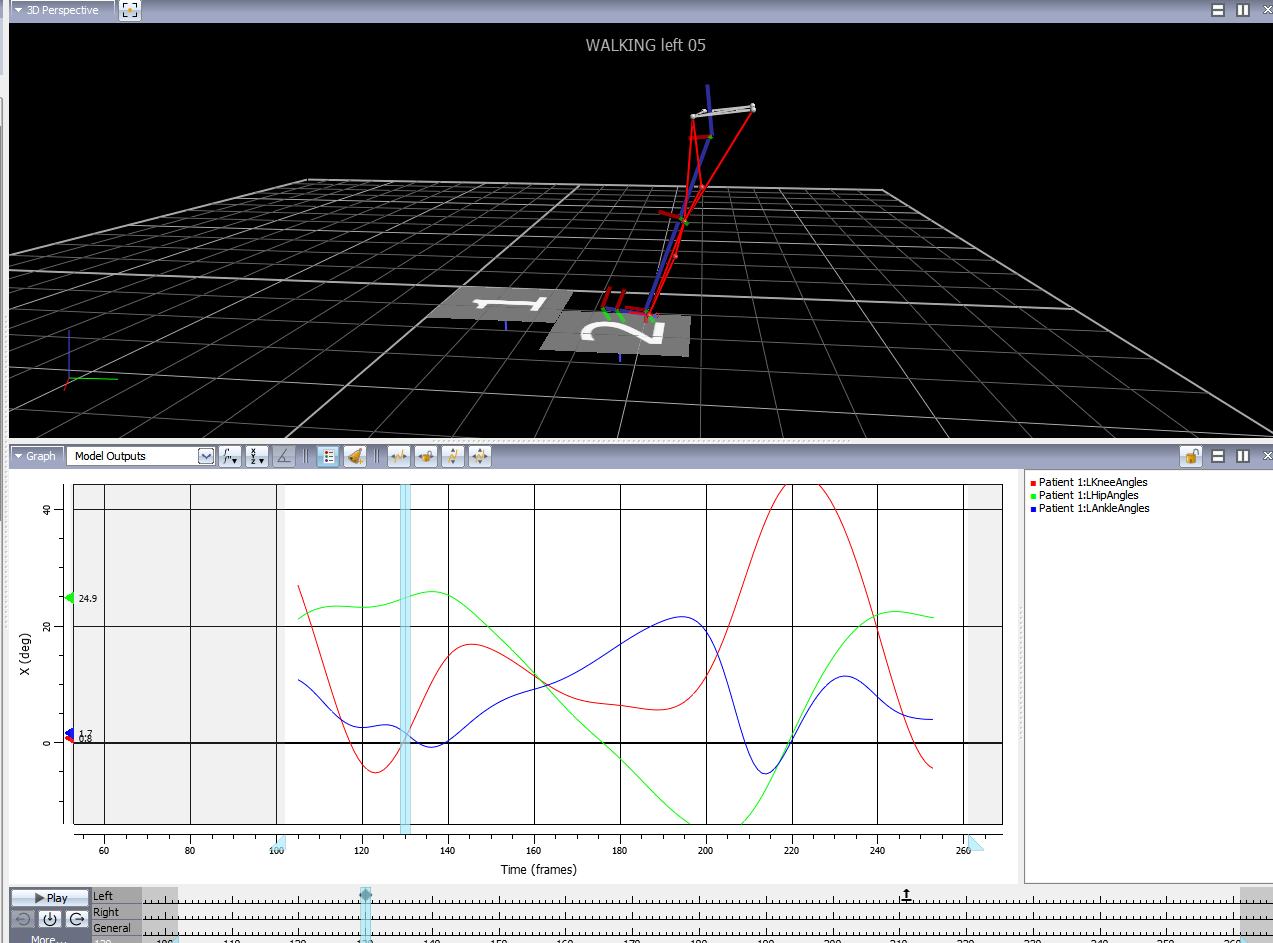 3D Perspective
WALKING left 05
1
2
Graph
Model Outputs
Patient 1:LKneeAngles
Patient 1:LHipAngles
Patient 1:LAnkleAngles
X (deg)
40
20
0
24.9
1.7
0.8
60 80 100 120 140 160 180 200 220 240 260
Time (frames)
Play
Left
Right
General
More...